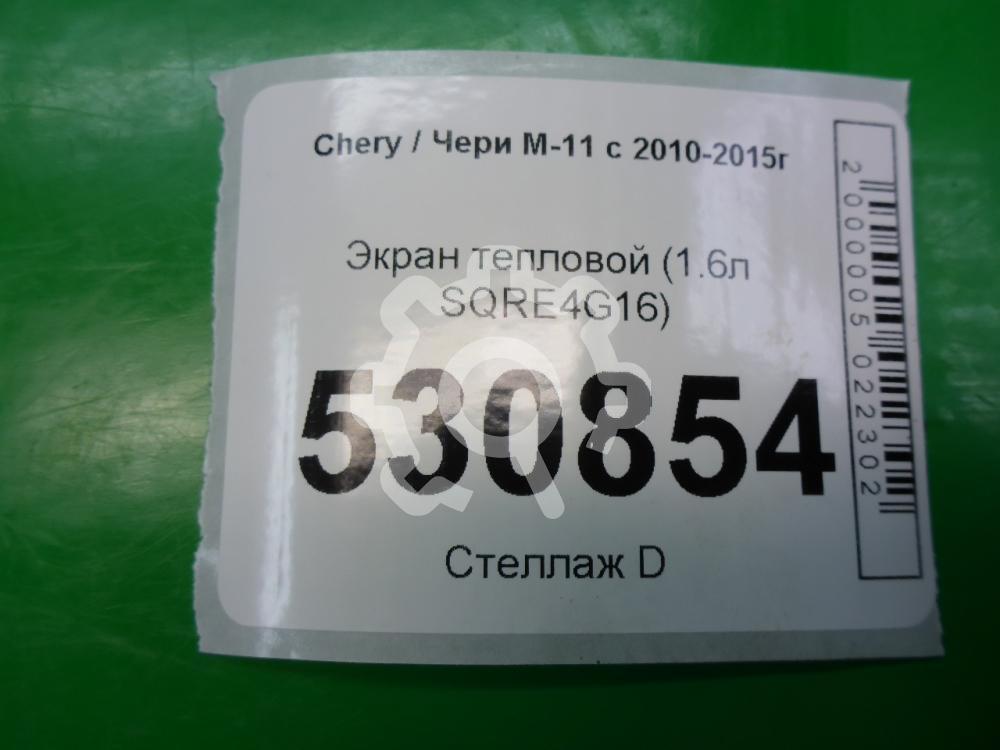 Chery / Чери М-11 с 2010-2015г
Экран тепловой (1.6л
SQRE4G16)
530854
Стеллаж D
2000005022302